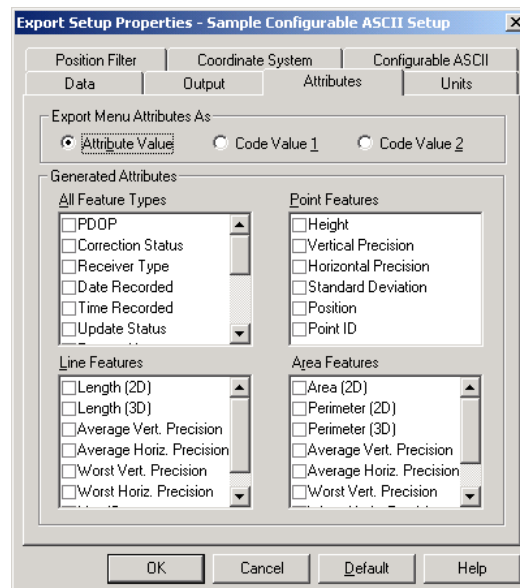 Export Setup Properties - Sample Configurable ASCII Setup
Position Filter Coordinate System Configurable ASCII
Data Output Attributes Units
Export Menu Attributes As
Attribute Value Code Value 1 Code Value 2
Generated Attributes
All Feature Types
PDOP
Correction Status
Receiver Type
Date Recorded
Time Recorded
Update Status
Point Features
Height
Vertical Precision
Horizontal Precision
Standard Deviation
Position
Point ID
Line Features
Length (2D)
Length (3D)
Average Vert. Precision
Average Horiz. Precision
Worst Vert. Precision
Worst Horiz. Precision
Area Features
Area (2D)
Perimeter (2D)
Perimeter (3D)
Average Vert. Precision
Average Horiz. Precision
Worst Vert. Precision
OK Cancel Default Help